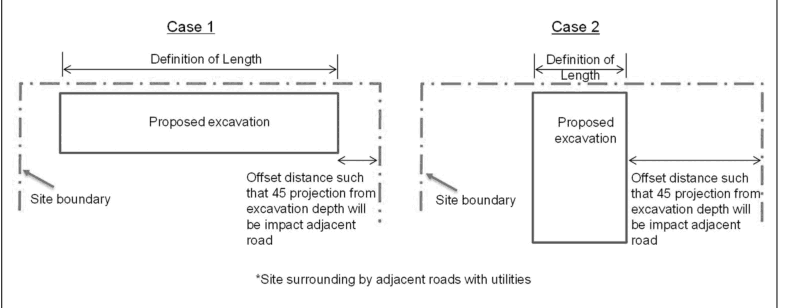 Case 1
Definition of Length
Proposed excavation
Site boundary
Offset distance such
that 45 projection from
excavation depth will
be impact adjacent
road
Case 2
Definition of
Length
Proposed
excavation
Site boundary
Offset distance such
that 45 projection from
excavation depth will
be impact adjacent
road
*Site surrounding by adjacent roads with utilities